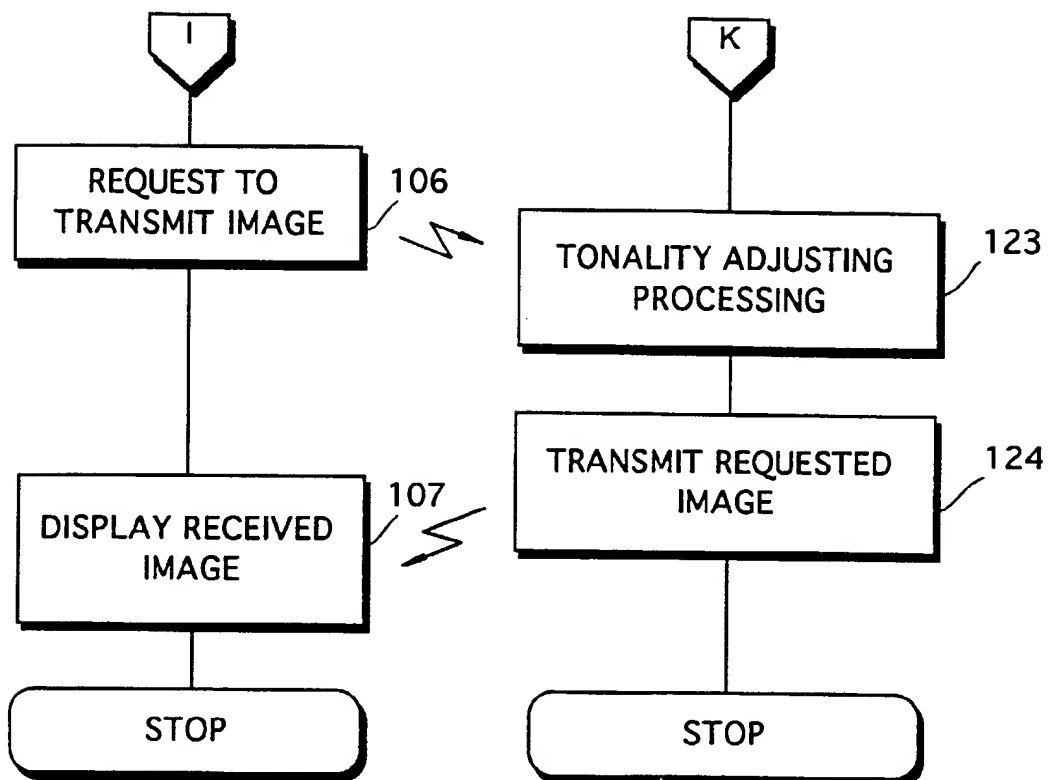 I
REQUEST TO
TRANSMIT IMAGE
106
DISPLAY RECEIVED
IMAGE
107
STOP
K
TONALITY ADJUSTING
PROCESSING
123
TRANSMIT REQUESTED
IMAGE
124
STOP